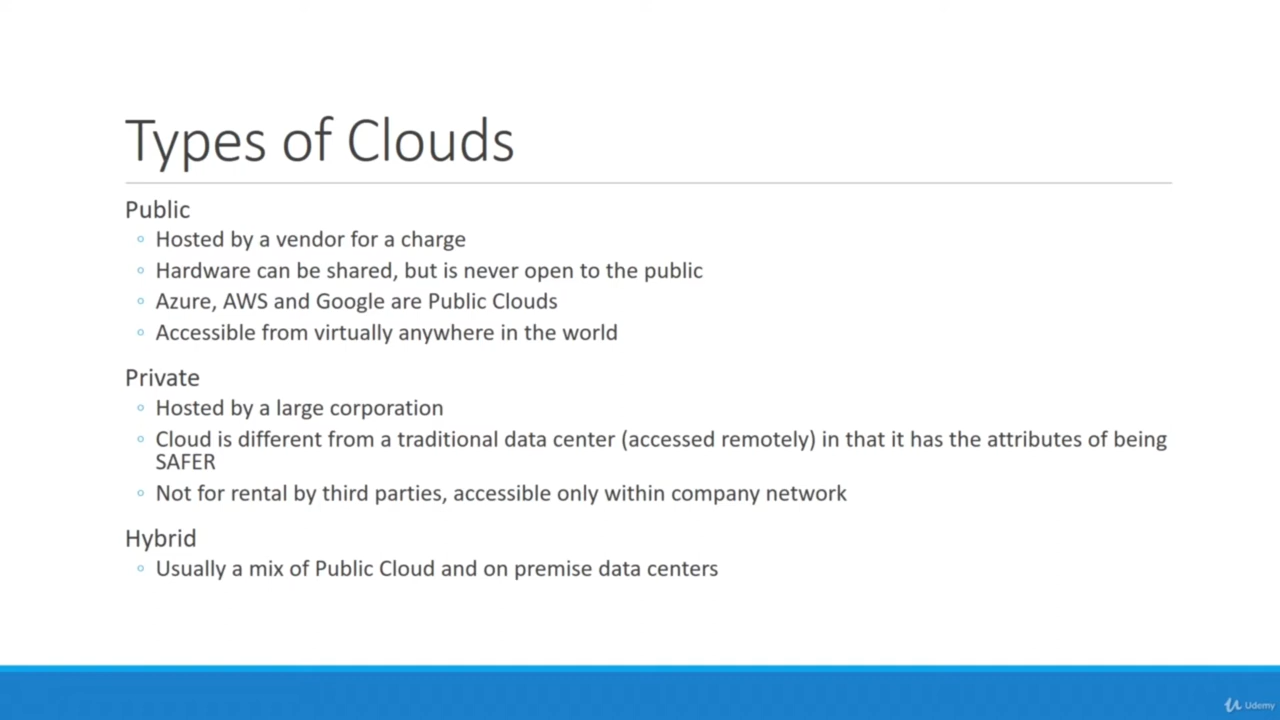 Types of Clouds
Public
Hosted by a vendor for a charge
Hardware can be shared, but is never open to the public
Azure, AWS and Google are Public Clouds
Accessible from virtually anywhere in the world
Private
Hosted by a large corporation
Cloud is different from a traditional data center (accessed remotely) in that it has the attributes of being
SAFER
Not for rental by third parties, accessible only within company network
Hybrid
Usually a mix of Public Cloud and on premise data centers
Udemy